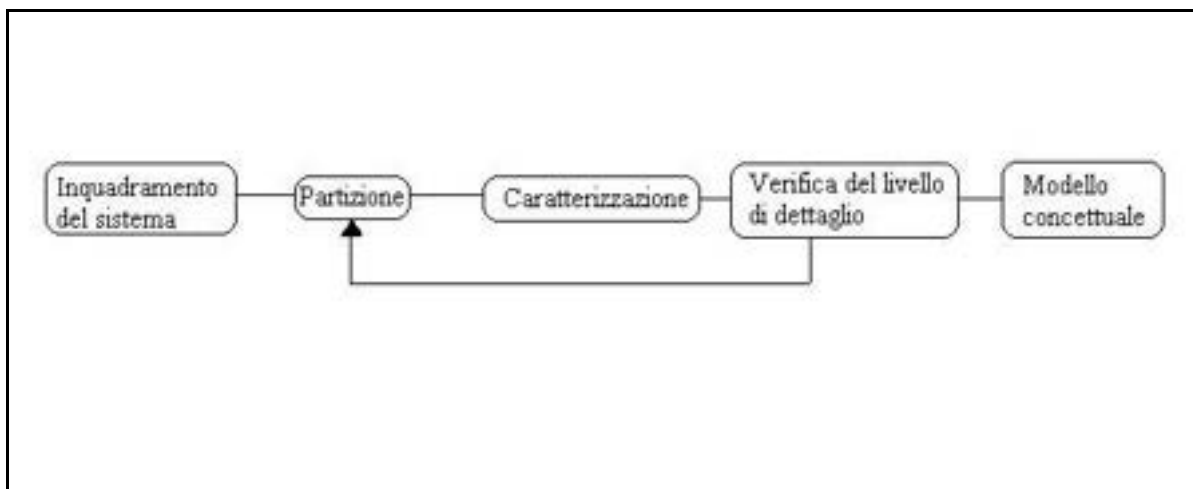 Inquadramento
del sistema
Partizione
Caratterizzazione
Verifica del livello
di dettaglio
Modello
concettuale